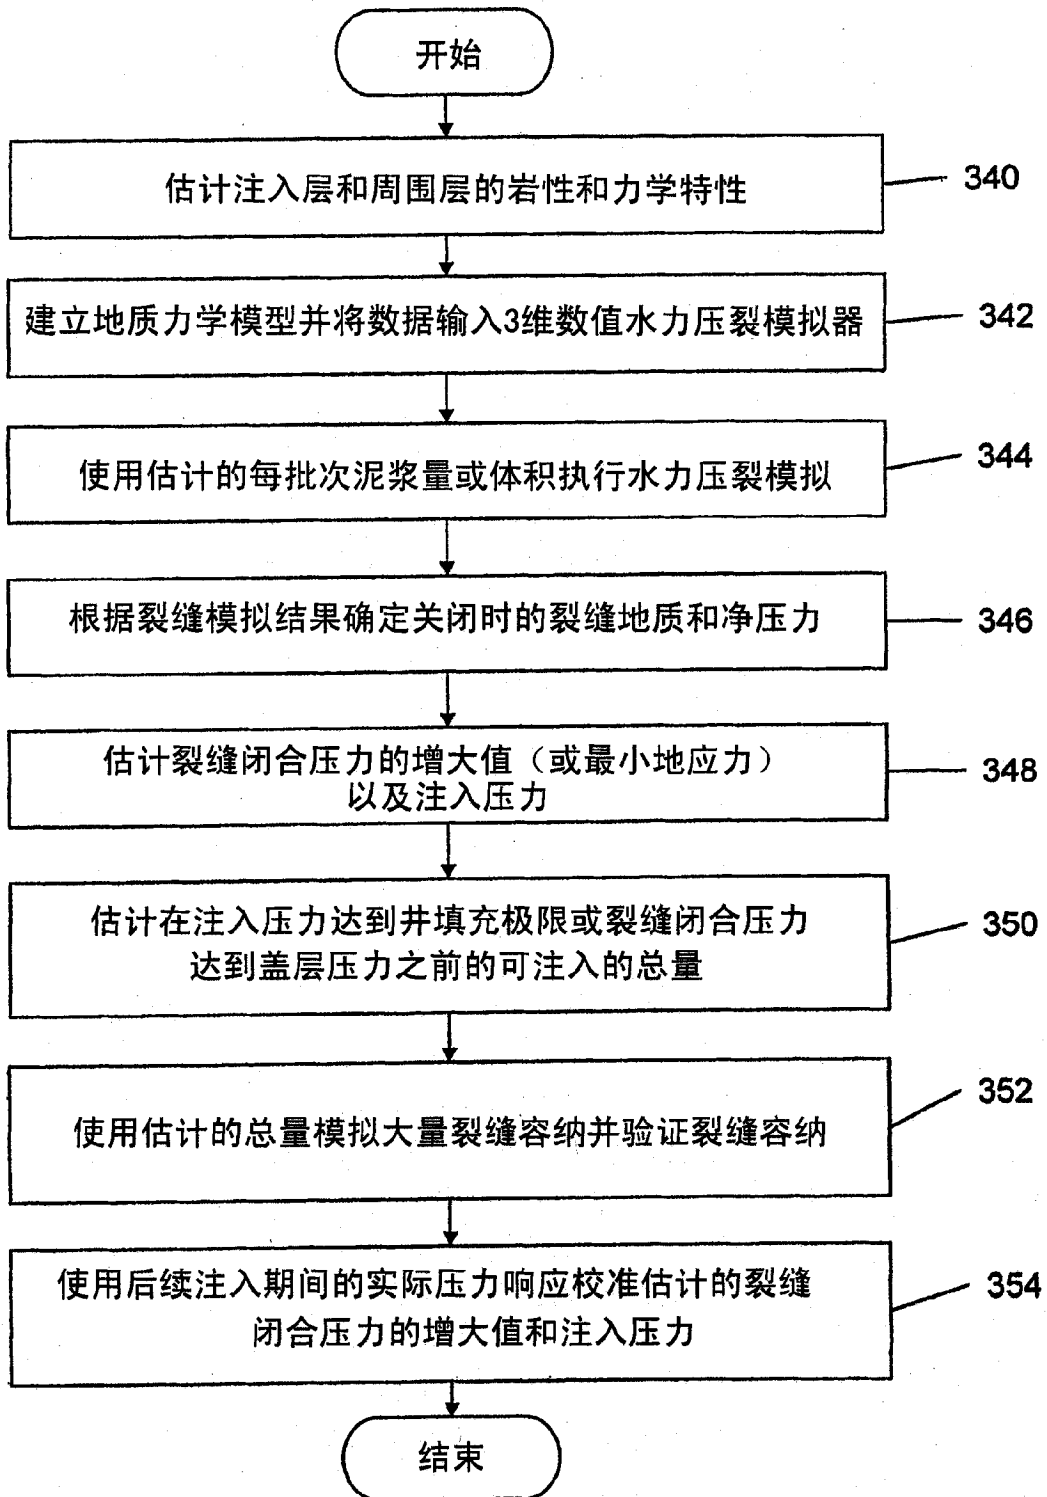 开始
估计注入层和周围层的岩性和力学特性
340
建立地质力学模型并将数据输入3维数值水力压裂模拟器
342
使用估计的每批次泥浆量或体积执行水力压裂模拟
344
根据裂缝模拟结果确定关闭时的裂缝地质和净压力
346
估计裂缝闭合压力的增大值（或最小地应力）
以及注入压力
348
估计在注入压力达到井填充极限或裂缝闭合压力
达到盖层压力之前的可注入的总量
350
使用估计的总量模拟大量裂缝容纳并验证裂缝容纳
352
使用后续注入期间的实际压力响应校准估计的裂缝
闭合压力的增大值和注入压力
354
结束